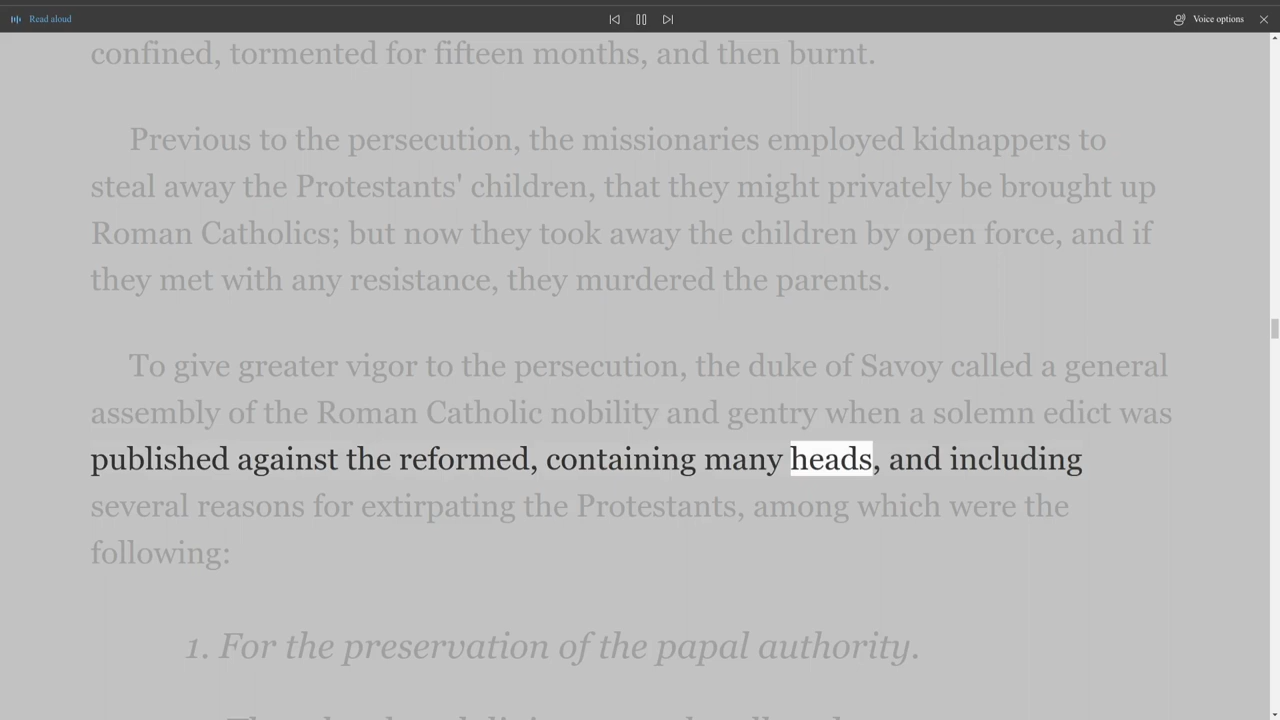 Read aloud
Voice options
confined, tormented for fifteen months, and then burnt.
Previous to the persecution, the missionaries employed kidnappers to
steal away the Protestants' children, that they might privately be brought up
Roman Catholics; but now they took away the children by open force, and if
they met with any resistance, they murdered the parents.
To give greater vigor to the persecution, the duke of Savoy called a general
assembly of the Roman Catholic nobility and gentry when a solemn edict was
published against the reformed, containing many heads, and including
several reasons for extirpating the Protestants, among which were the
following:
1. For the preservation of the papal authority.